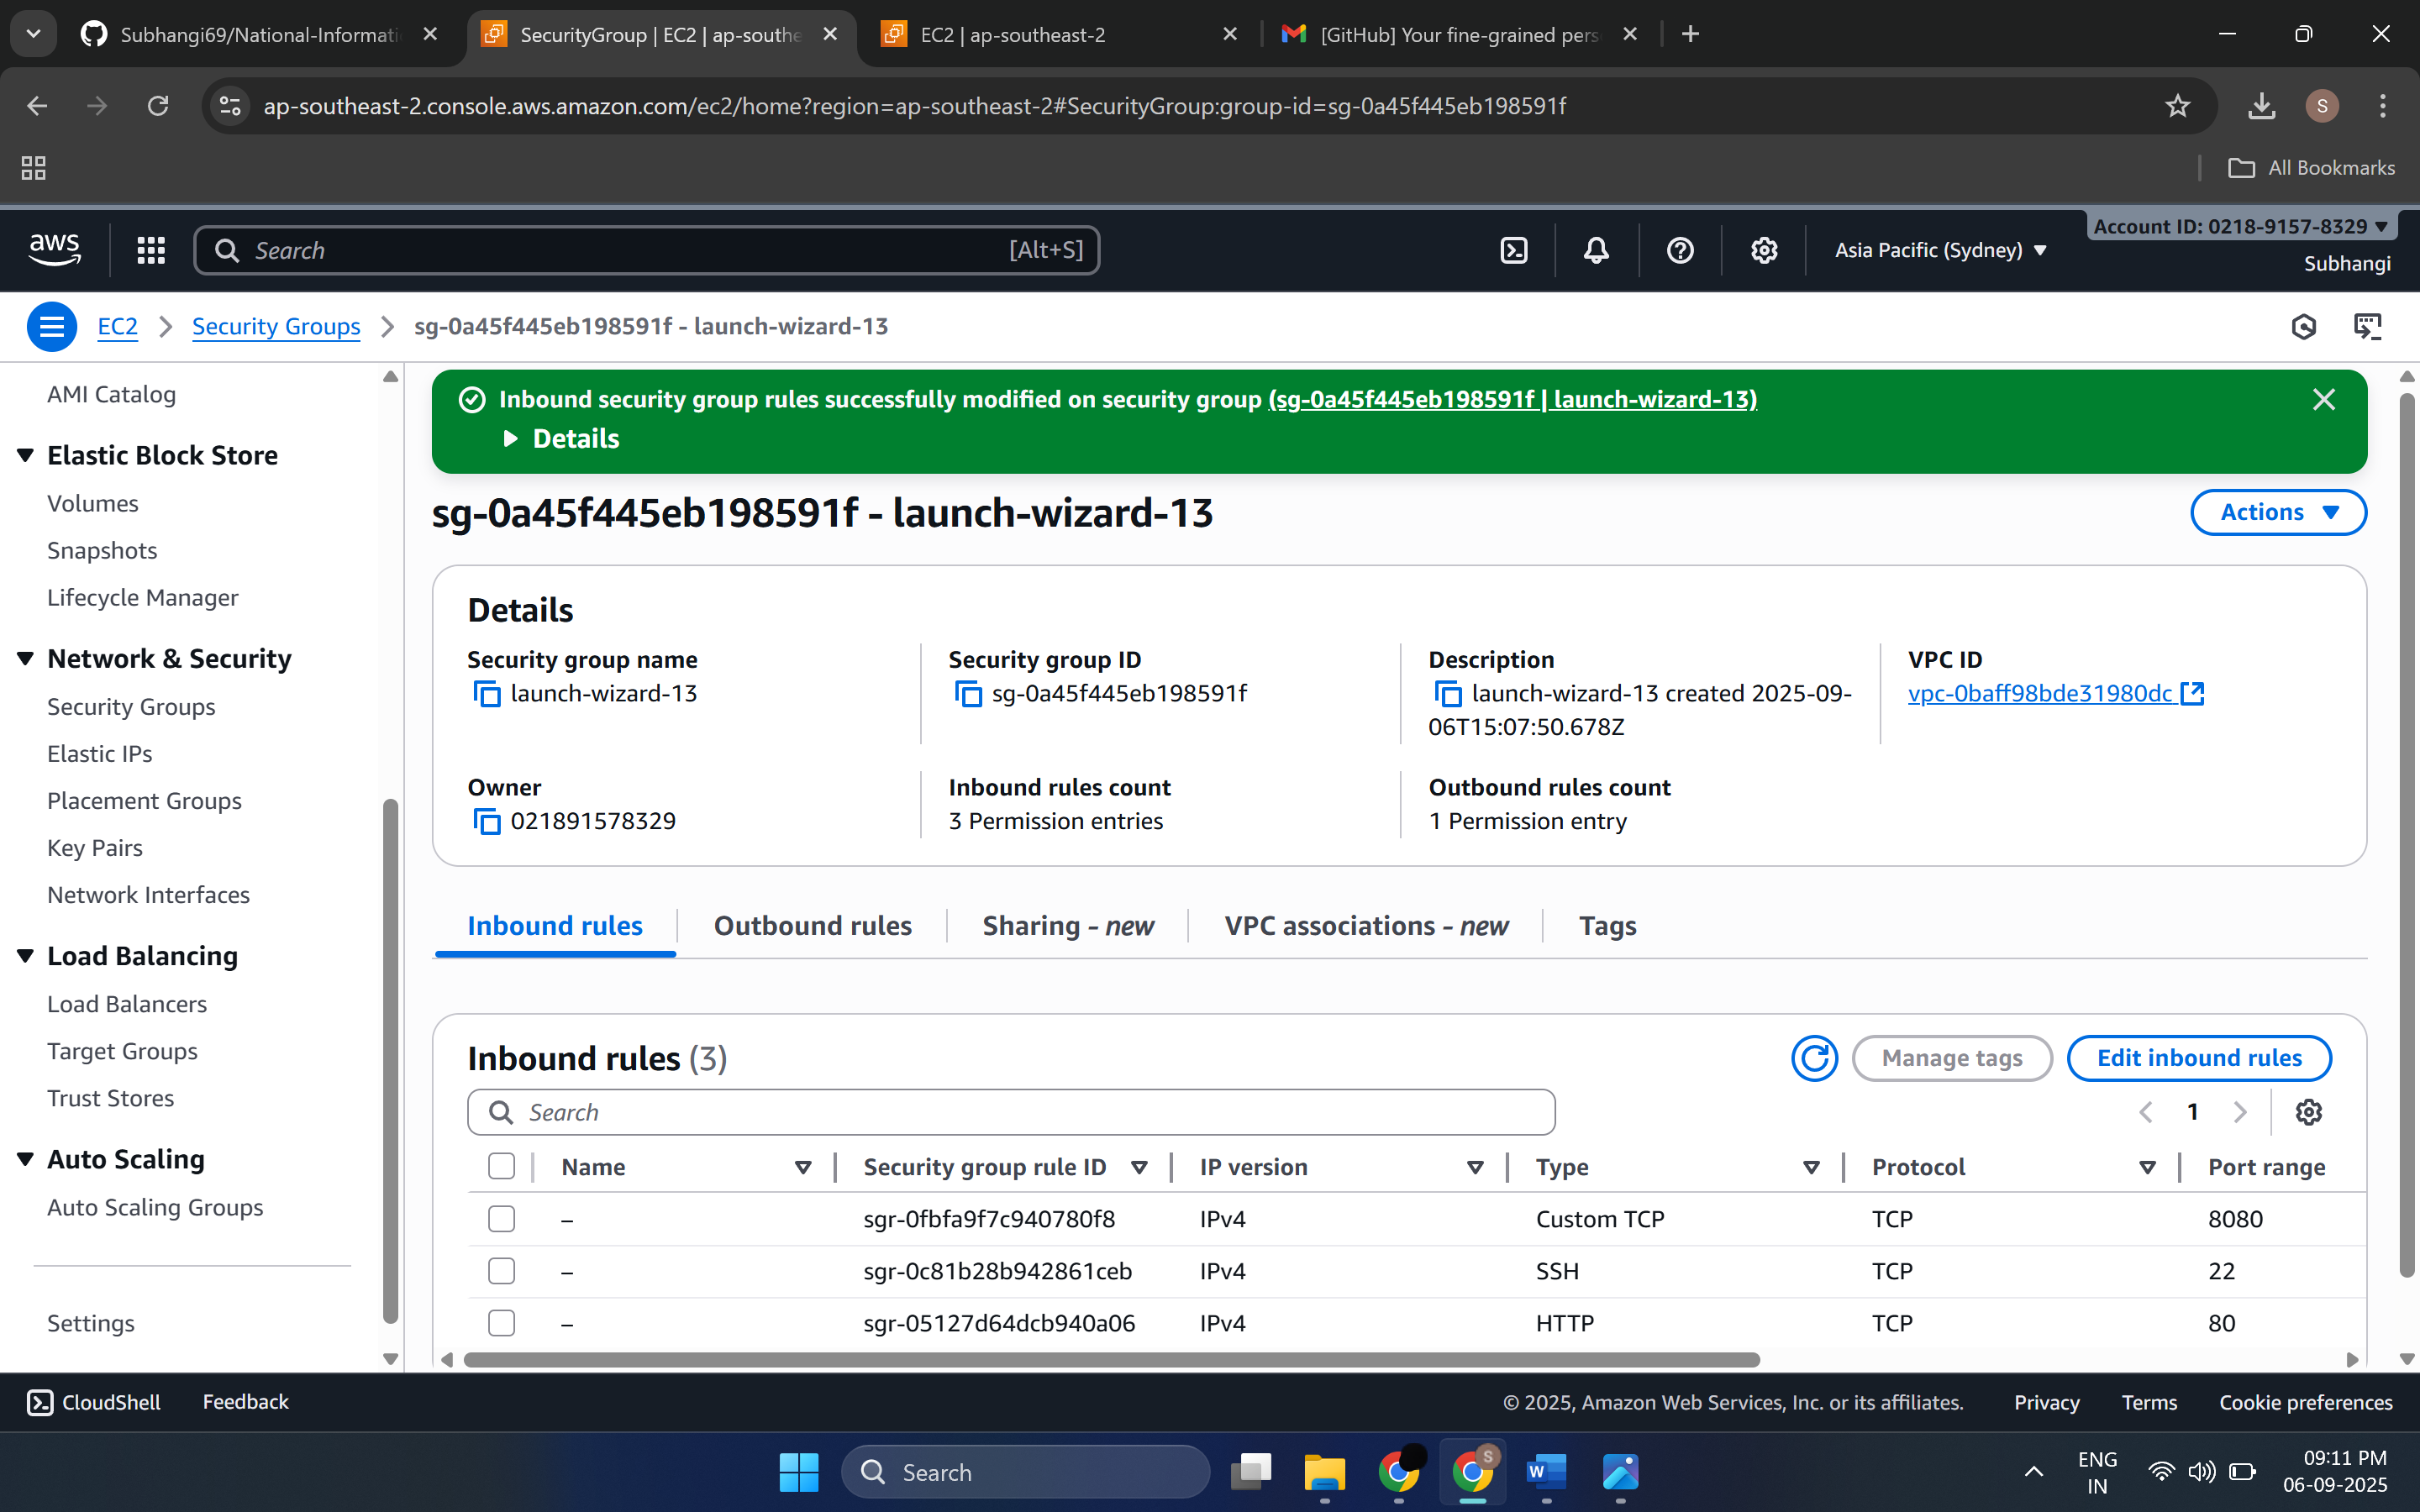 Subhangi69/National-Informati
SecurityGroup | EC2 | ap-southe
EC2 | ap-southeast-2
[GitHub] Your fine-grained pers
ap-southeast-2.console.aws.amazon.com/ec2/home?region=ap-southeast-2#SecurityGroup:group-id=sg-0a45f445eb198591f
S
All Bookmarks
aws
Search
[Alt+S]
Asia Pacific (Sydney)
Account ID: 0218-9157-8329
Subhangi
EC2
Security Groups
sg-0a45f445eb198591f - launch-wizard-13
AMI Catalog
Elastic Block Store
Volumes
Snapshots
Lifecycle Manager
Network & Security
Security Groups
Elastic IPs
Placement Groups
Key Pairs
Network Interfaces
Load Balancing
Load Balancers
Target Groups
Trust Stores
Auto Scaling
Auto Scaling Groups
Settings
Inbound security group rules successfully modified on security group (sg-0a45f445eb198591f | launch-wizard-13)
Details
sg-0a45f445eb198591f - launch-wizard-13
Actions
Details
Security group name
launch-wizard-13
Security group ID
sg-0a45f445eb198591f
Description
launch-wizard-13 created 2025-09-
06T15:07:50.678Z
VPC ID
vpc-0baff98bde31980dc
Owner
021891578329
Inbound rules count
3 Permission entries
Outbound rules count
1 Permission entry
Inbound rules
Outbound rules
Sharing - new
VPC associations - new
Tags
Inbound rules (3)
Manage tags
Edit inbound rules
Search
1
Name Security group rule ID IP version Type Protocol Port range
– sgr-0fbfa9f7c940780f8 IPv4 Custom TCP TCP 8080
– sgr-0c81b28b942861ceb IPv4 SSH TCP 22
– sgr-05127d64dcb940a06 IPv4 HTTP TCP 80
CloudShell
Feedback
© 2025, Amazon Web Services, Inc. or its affiliates.
Privacy
Terms
Cookie preferences
Search
S
W
ENG
IN
09:11 PM
06-09-2025